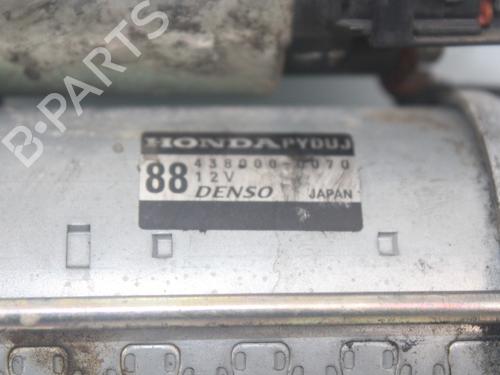 B-PARTS
HONDA PYDUJ
88 438000-0070
12V
DENSO JAPAN